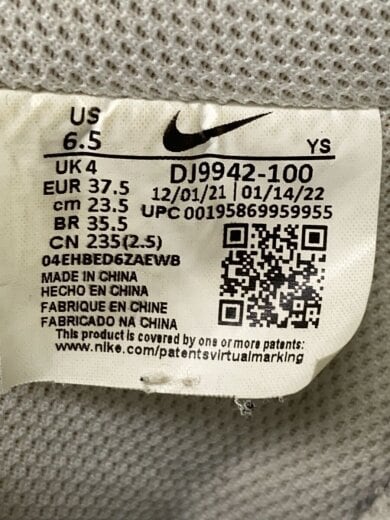 US
6.5
YS
UK 4
EUR 37.5
cm 23.5
BR 35.5
CN 235(2.5)
DJ9942-100
12/01/21 | 01/14/22
UPC 00195869959955
04EHBED6ZAEWB
MADE IN CHINA
HECHO EN CHINA
FABRIQUE EN CHINE
FABRICADO NA CHINA
This product is covered by one or more patents:
www.nike.com/patentsvirtualmarking